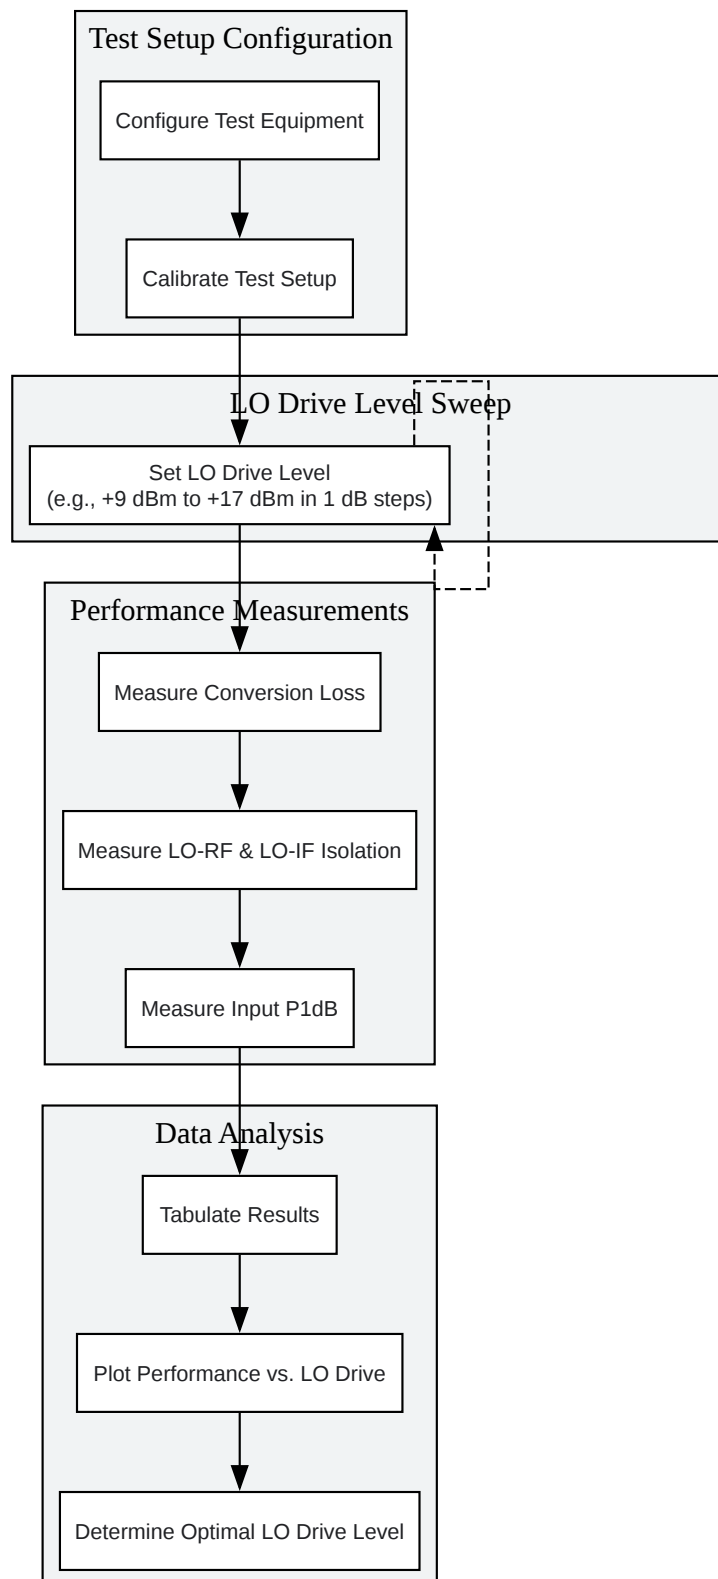 Test Setup Configuration
Configure Test Equipment
Calibrate Test Setup
LO Drive Level Sweep
Set LO Drive Level
(e.g., +9 dBm to +17 dBm in 1 dB steps)
Performance Measurements
Measure Conversion Loss
Measure LO-RF & LO-IF Isolation
Measure Input P1dB
Data Analysis
Tabulate Results
Plot Performance vs. LO Drive
Determine Optimal LO Drive Level